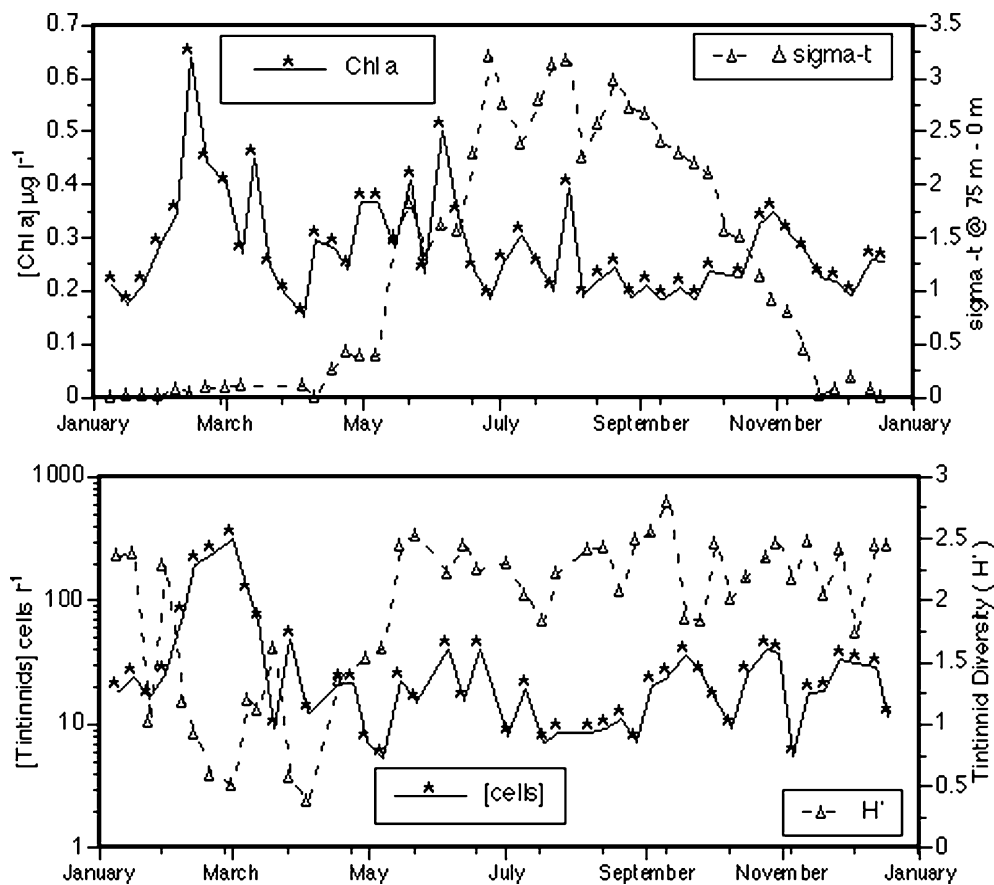 0.7
0.6
0.5
0.4
0.3
0.2
0.1
0
[Chl a] µg l-1
Chl a
Δ sigma-t
3.5
3
2.5
2
1.5
1
0.5
0
sigma -t @ 75 m - 0 m
January March May July September November January
1000
100
10
1
[Tintinnids] cells l-1
[cells]
H'
3
2.5
2
1.5
1
0.5
0
Tintinnid Diversity ( H')
January March May July September November January